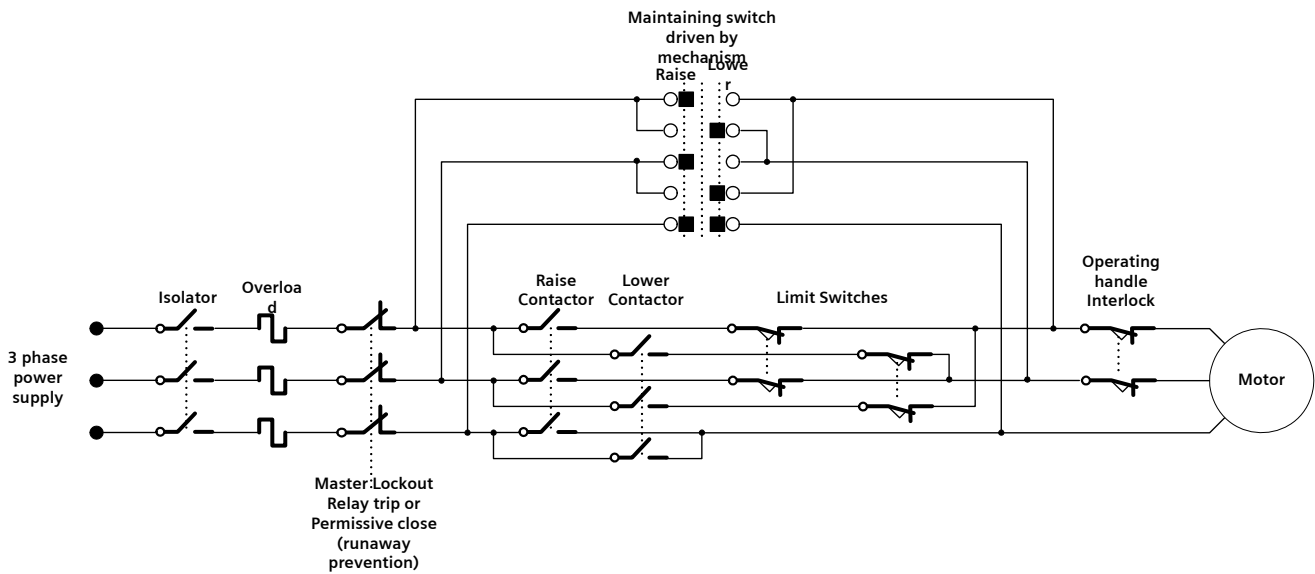 Maintaining switch
driven by
mechanism
Raise
Lowe
r
Operating
handle
Interlock
Raise
Contactor
Lower
Contactor
Limit Switches
Isolator
Overloa
d
3 phase
power
supply
Motor
Master Lockout
Relay trip or
Permissive close
(runaway
prevention)